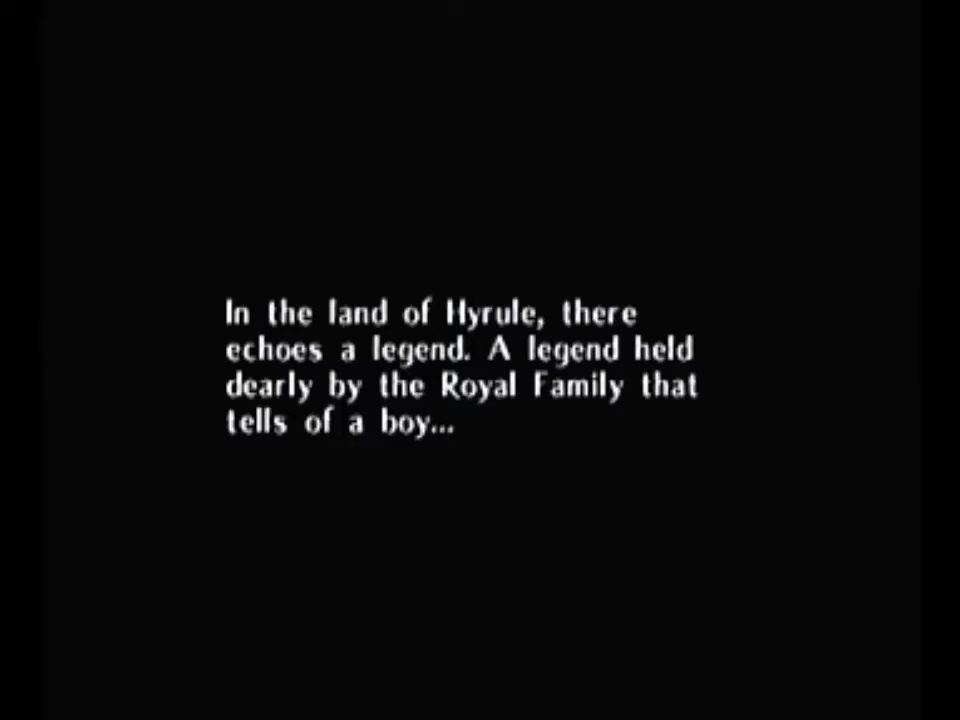 In the land of Hyrule, there
echoes a legend. A legend held
dearly by the Royal Family that
tells of a boy...